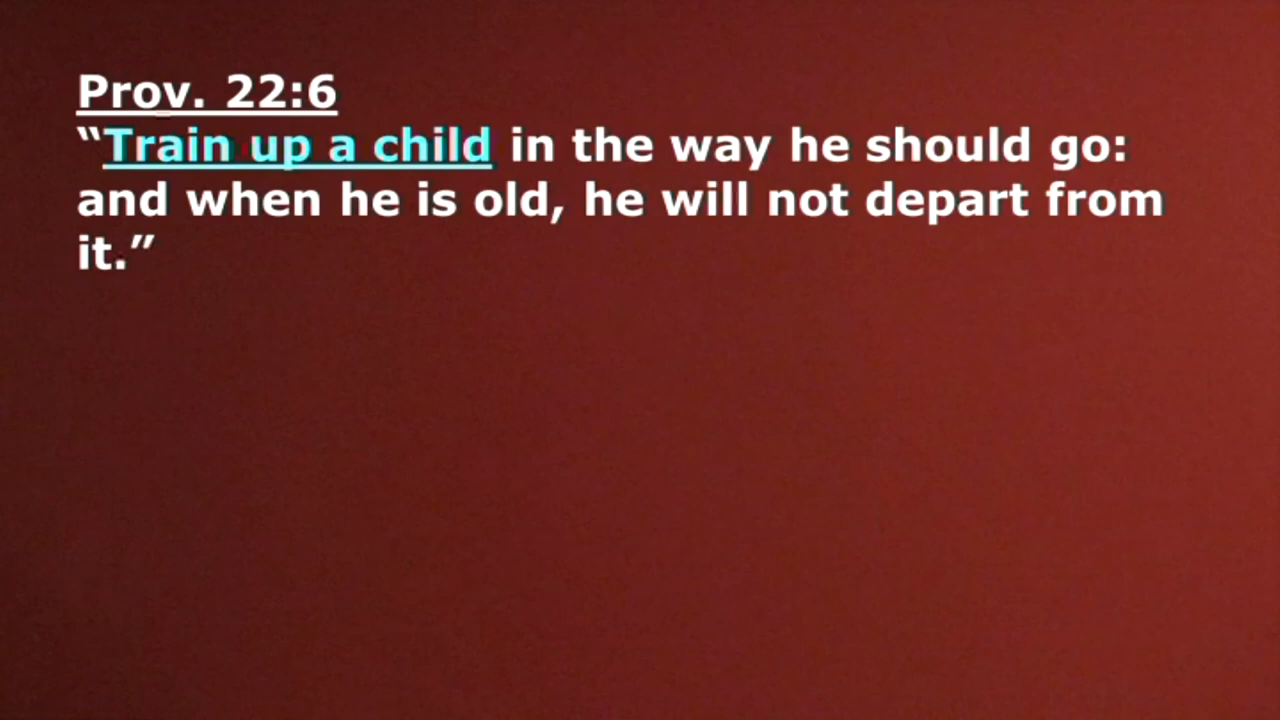 Prov. 22:6
“Train up a child in the way he should go:
and when he is old, he will not depart from
it.”